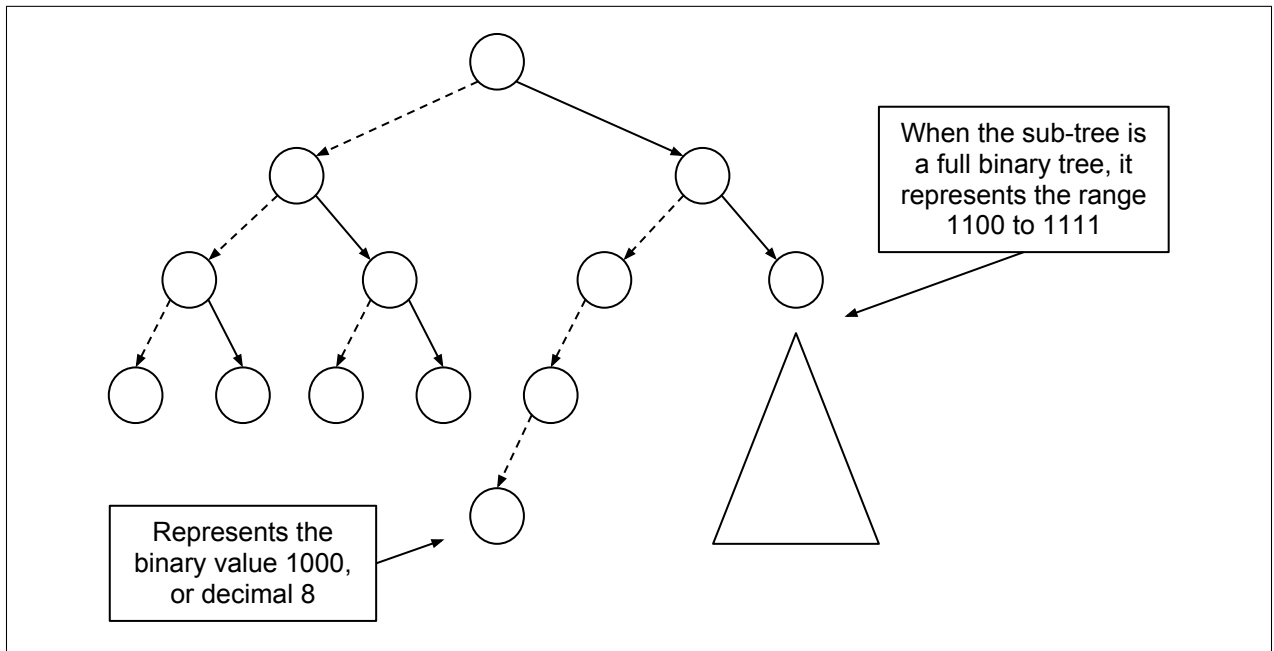 When the sub-tree is
a full binary tree, it
represents the range
1100 to 1111
Represents the
binary value 1000,
or decimal 8